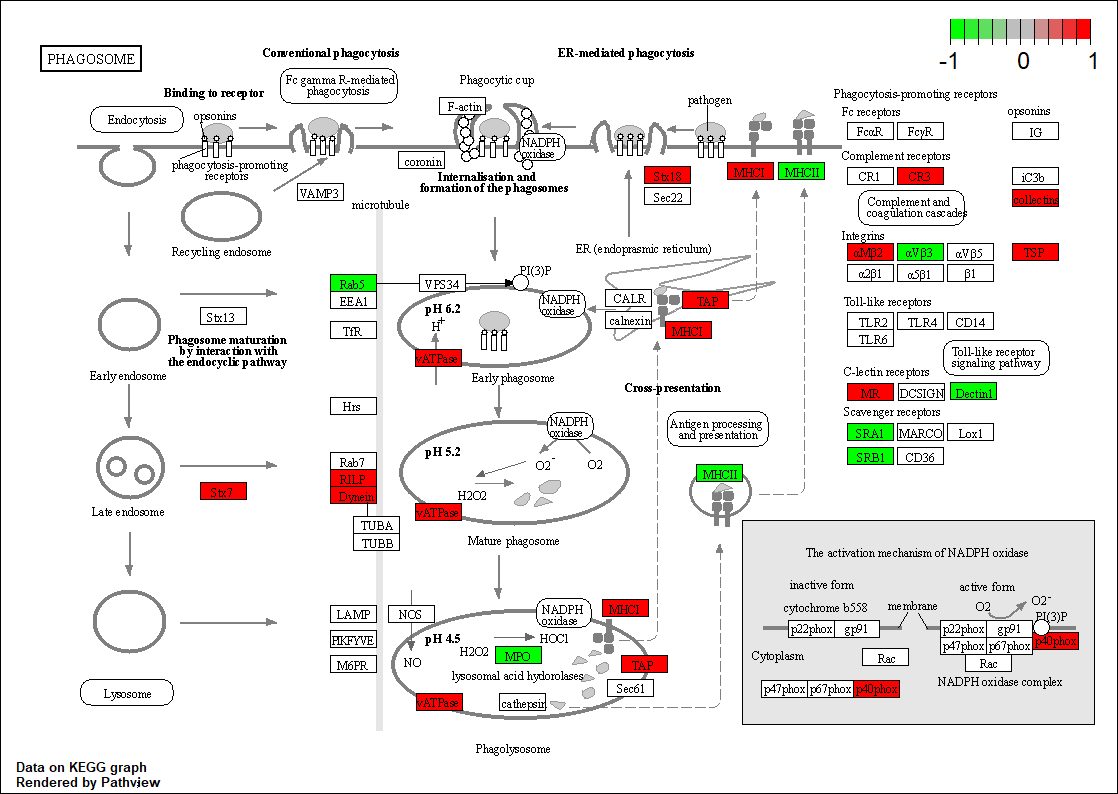 PHAGOSOME
-1
0
1
Conventional phagocytosis
ER-mediated phagocytosis
Binding to receptor
Fc gamma R-mediated
phagocytosis
Phagocytic cup
pathogen
Phagocytosis-promoting receptors
Endocytosis
opsonins
F-actin
Fc receptors
opsonins
FcαR
FcγR
IG
NADPH
oxidase
coronin
phagocytosis-promoting
receptors
Internalisation and
formation of the phagosomes
Stx18
MHCI
MHCII
Complement receptors
CR1
CR3
iC3b
VAMP3
Sec22
collectins
Complement and
coagulation cascades
microtubule
Recycling endosome
ER (endoprasmic reticulum)
Integrins
αMβ2
αVβ3
αVβ5
TSP
α2β1
α5β1
β1
Rab5
VPS34
PI(3)P
EEA1
NADPH
oxidase
CALR
TAP
pH 6.2
H+
calnexin
MHCI
Toll-like receptors
TLR2
TLR4
CD14
TLR6
Stx13
TfR
Phagosome maturation
by interaction with
the endocyclic pathway
vATPase
Toll-like receptor
signaling pathway
Early endosome
Early phagosome
C-lectin receptors
Cross-presentation
MR
DCSIGN
Dectin1
Hrs
Scavenger receptors
Antigen processing
and presentation
NADPH
oxidase
SRA1
MARCO
Lox1
pH 5.2
SRB1
CD36
Rab7
O2-
O2
RILP
MHCII
Stx7
Dynein
H2O2
vATPase
Late endosome
TUBA
TUBB
Mature phagosome
The activation mechanism of NADPH oxidase
inactive form
active form
cytochrome b558
membrane
O2
O2-
PI(3)P
LAMP
NOS
NADPH
oxidase
MHCI
p22phox
gp91
p22phox
gp91
PIKFYVE
pH 4.5
HOCl
p47phox
p67phox
p40phox
H2O2
MPO
Cytoplasm
Rac
Rac
M6PR
NO
TAP
lysosomal acid hydorolases
NADPH oxidase complex
Lysosome
Sec61
p47phox
p67phox
p40phox
vATPase
cathepsin
Phagolysosome
Data on KEGG graph
Rendered by Pathview